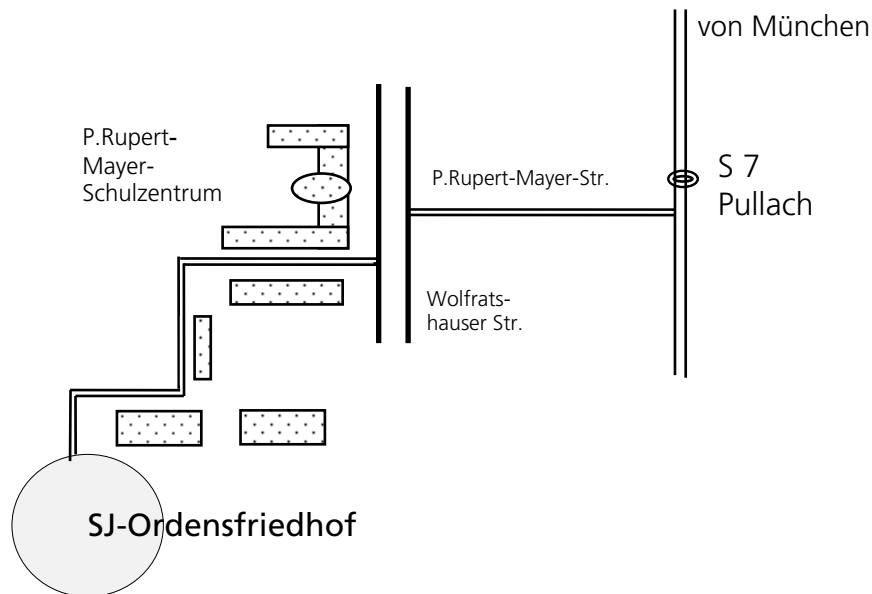 von München
P.Rupert-
Mayer-
Schulzentrum
P.Rupert-Mayer-Str.
S 7
Pullach
Wolfrats-
hauser Str.
SJ-Ordensfriedhof